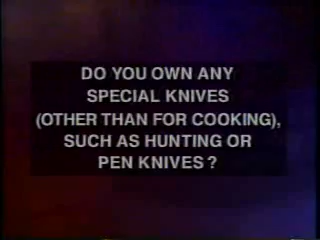 DO YOU OWN ANY
SPECIAL KNIVES
(OTHER THAN FOR COOKING),
SUCH AS HUNTING OR
PEN KNIVES ?